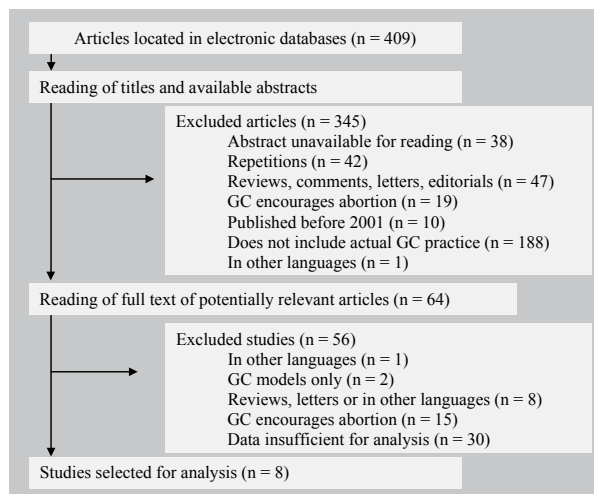 Articles located in electronic databases (n = 409)
Reading of titles and available abstracts
Excluded articles (n = 345)
Abstract unavailable for reading (n = 38)
Repetitions (n = 42)
Reviews, comments, letters, editorials (n = 47)
GC encourages abortion (n = 19)
Published before 2001 (n = 10)
Does not include actual GC practice (n = 188)
In other languages (n = 1)
Reading of full text of potentially relevant articles (n = 64)
Excluded studies (n = 56)
In other languages (n = 1)
GC models only (n = 2)
Reviews, letters or in other languages (n = 8)
GC encourages abortion (n = 15)
Data insufficient for analysis (n = 30)
Studies selected for analysis (n = 8)